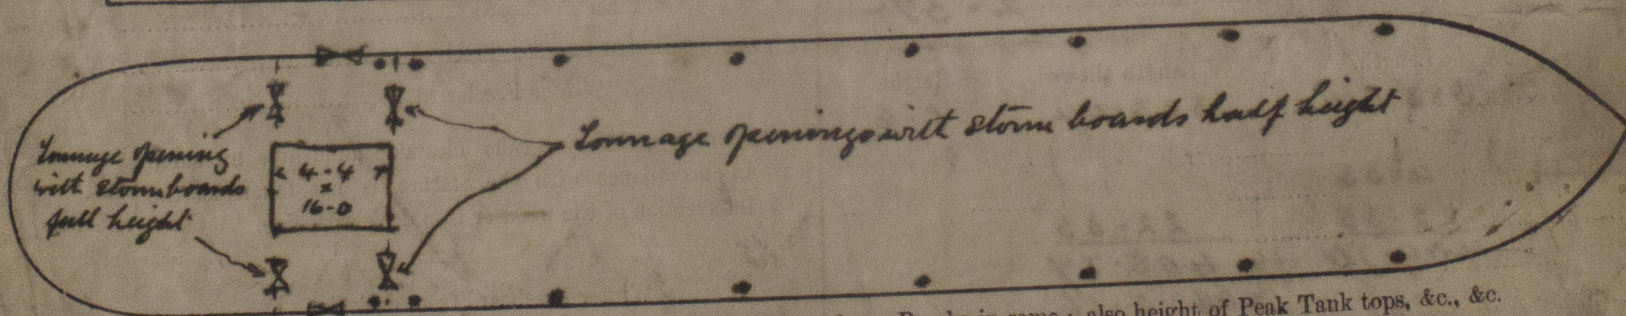 Tonnage openings with storm boards half height
Tonnage opening
with storm boards
full height
4-4
x
16-0
also height of Peak Tank tops, &c., &c.